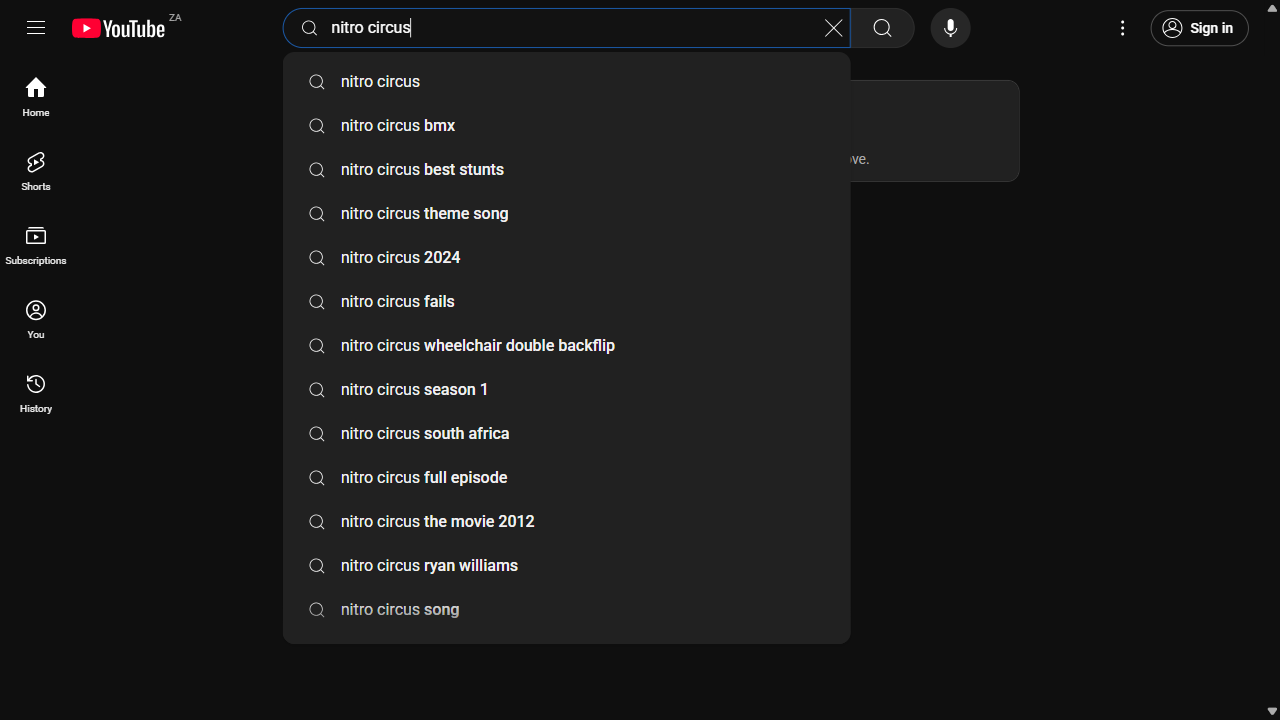 YouTube ZA
nitro circus
Sign in
Home
Shorts
Subscriptions
You
History
nitro circus
nitro circus bmx
nitro circus best stunts
nitro circus theme song
nitro circus 2024
nitro circus fails
nitro circus wheelchair double backflip
nitro circus season 1
nitro circus south africa
nitro circus full episode
nitro circus the movie 2012
nitro circus ryan williams
nitro circus song